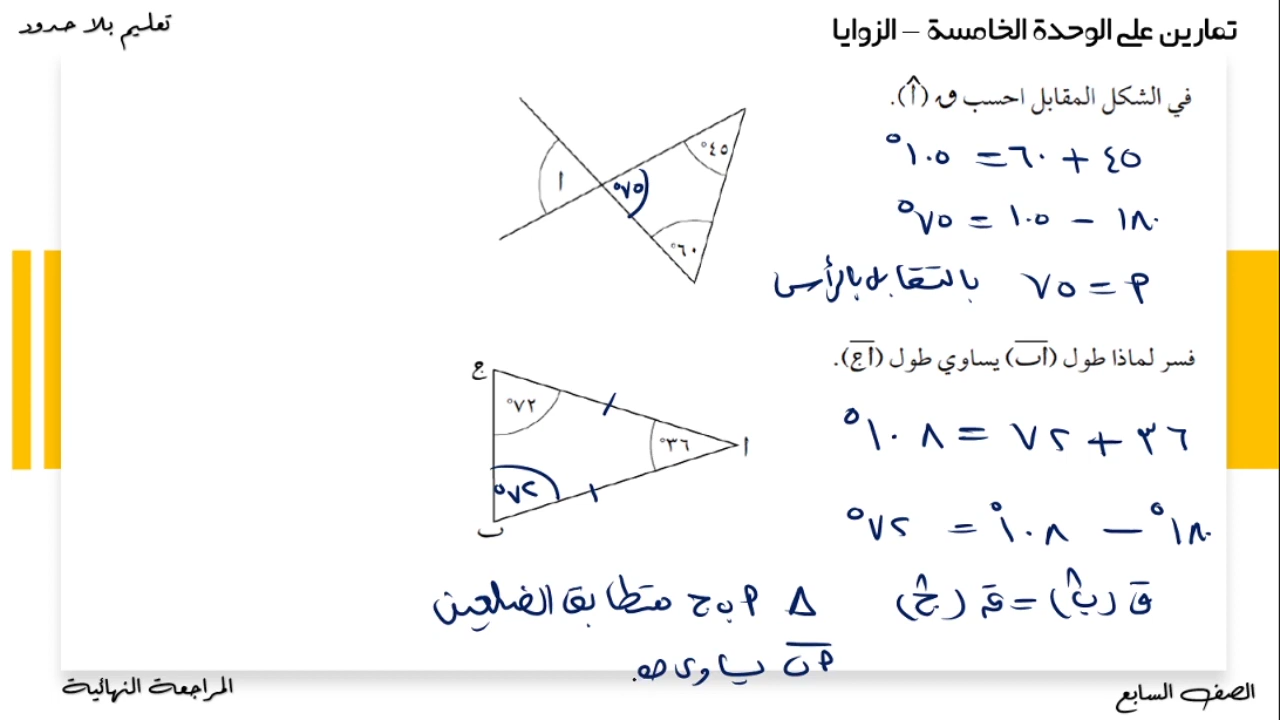 تمارين على الوحدة الخامسة – الزوايا
تعليم بلا حدود
في الشكل المقابل احسب ق (أ̂).
٤٥ + ٦٠ = ١٠٥°
١٨٠ - ١٠٥ = ٧٥°
٤٥°
٧٥°
أ
٦٠°
م = ٧٥ بالتقابل بالرأس
فسر لماذا طول (أب) يساوي طول (أج).
ج
٧٢°
٣٦°
أ
٧٢°
ب
٣٦ + ٧٢ = ١٠٨°
١٨٠° - ١٠٨° = ٧٢°
ق (ب̂) = ق (ج̂)
∆ م ب ج متطابق الضلعين
م ب يساوي
الصف السابع
المراجعة النهائية